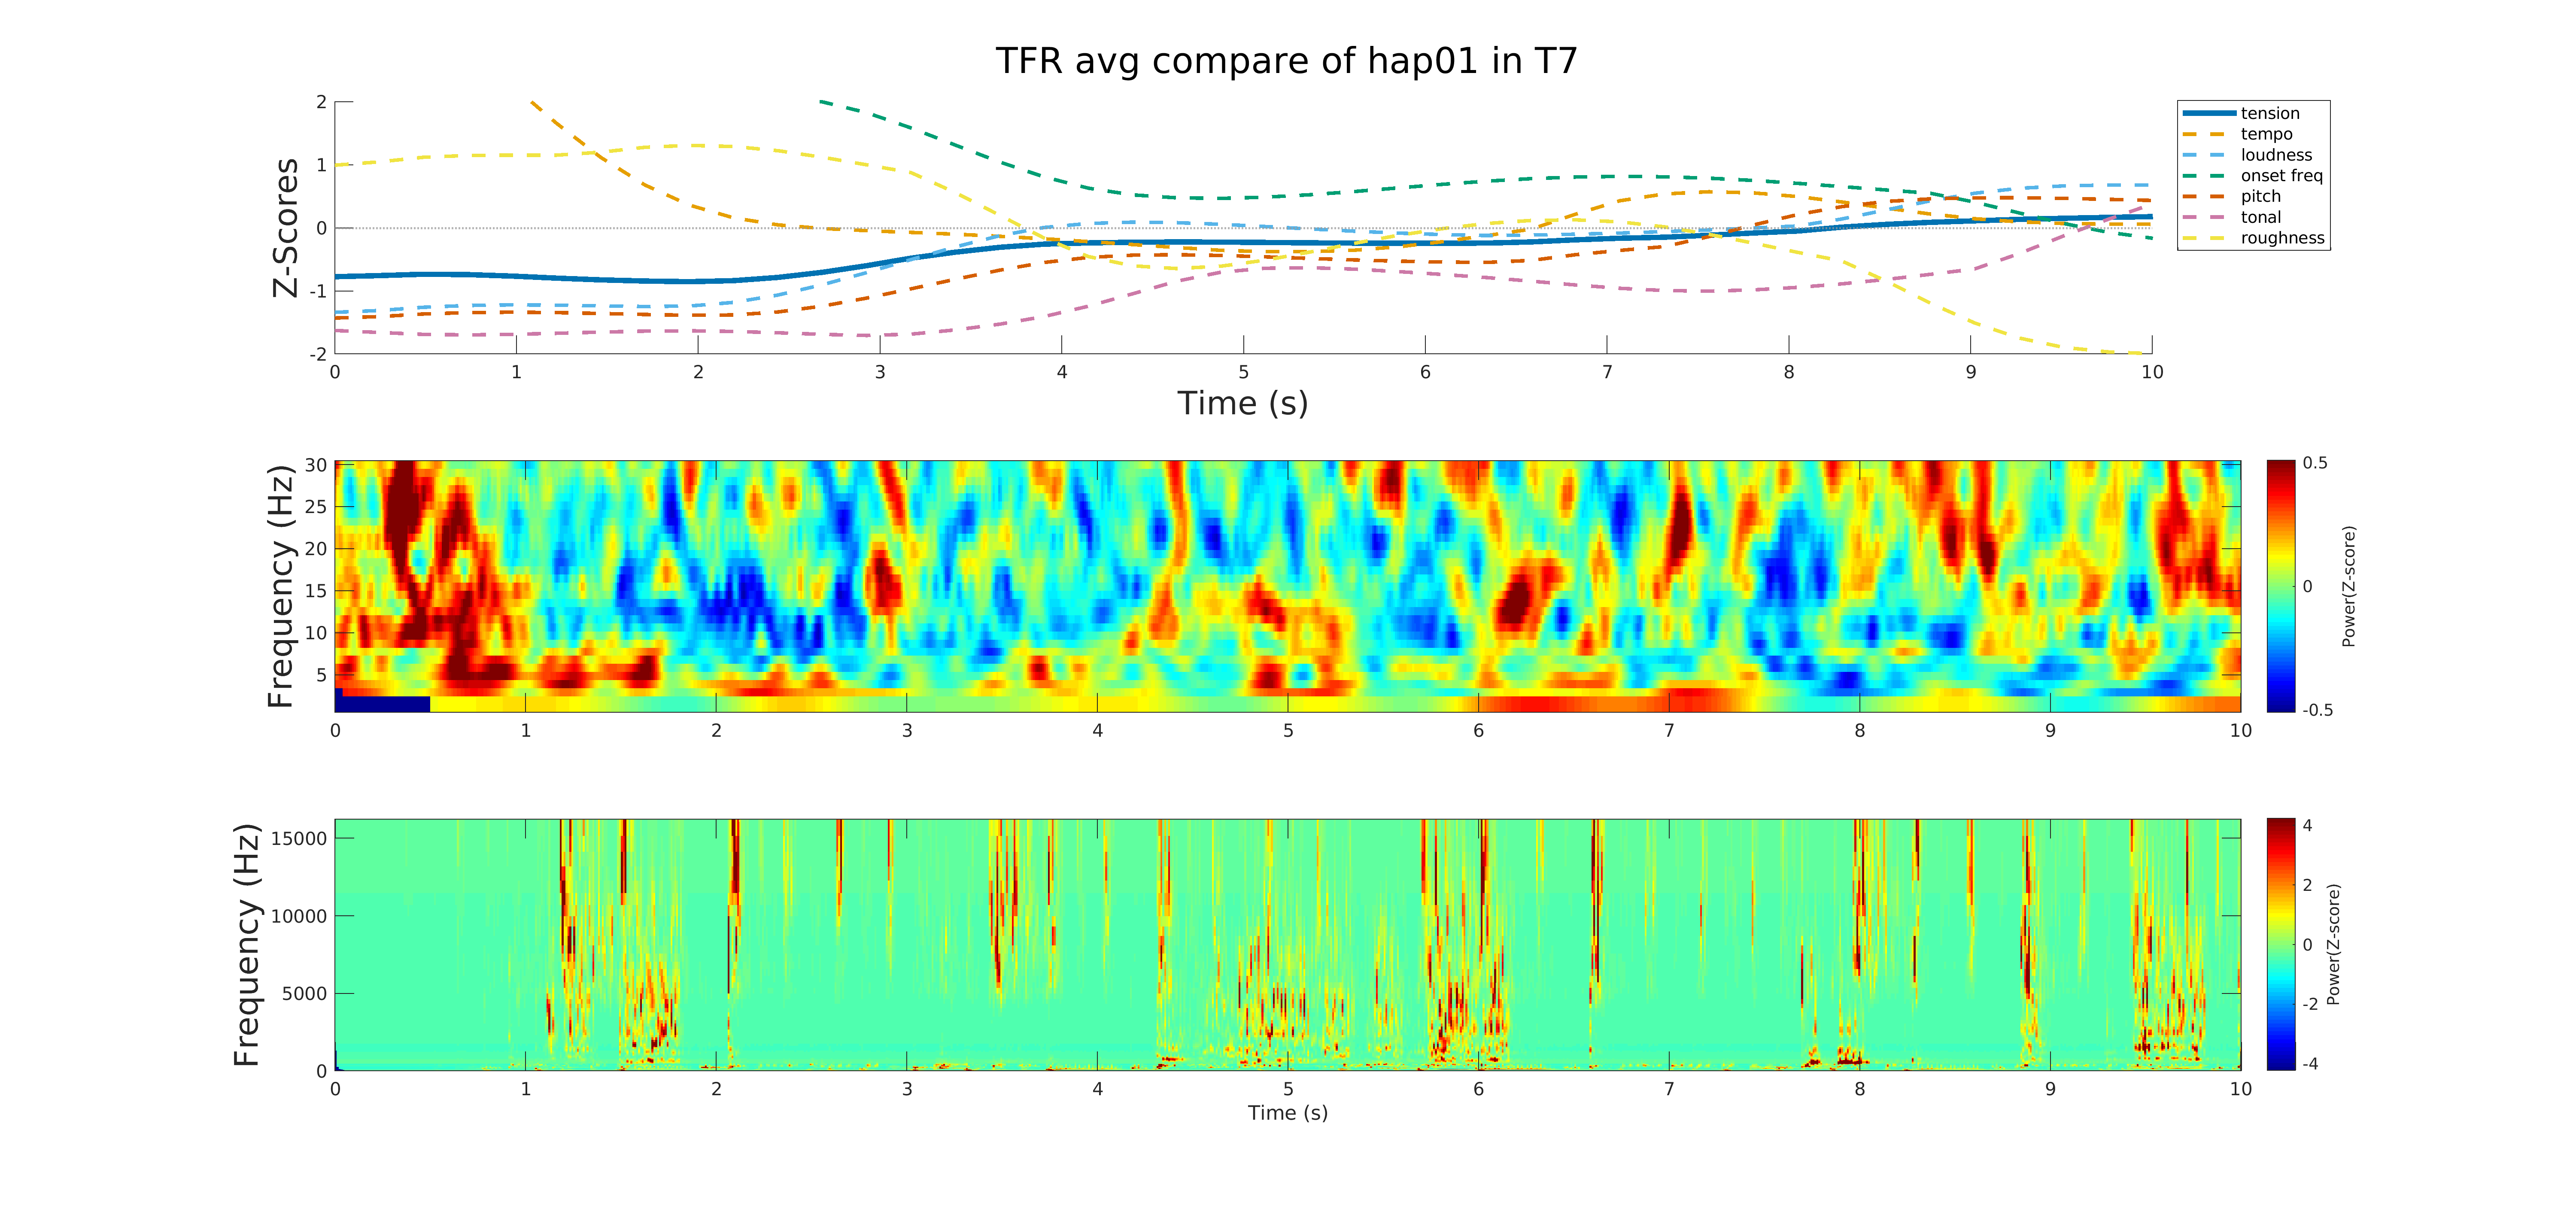 TFR avg compare of hap01 in T7
Z-Scores
2
1
0
-1
-2
0 1 2 3 4 5 6 7 8 9 10
Time (s)
tension
tempo
loudness
onset freq
pitch
tonal
roughness
Frequency (Hz)
30
25
20
15
10
5
0 1 2 3 4 5 6 7 8 9 10
0.5
0
-0.5
Power(Z-score)
Frequency (Hz)
15000
10000
5000
0
0 1 2 3 4 5 6 7 8 9 10
Time (s)
4
2
0
-2
-4
Power(Z-score)